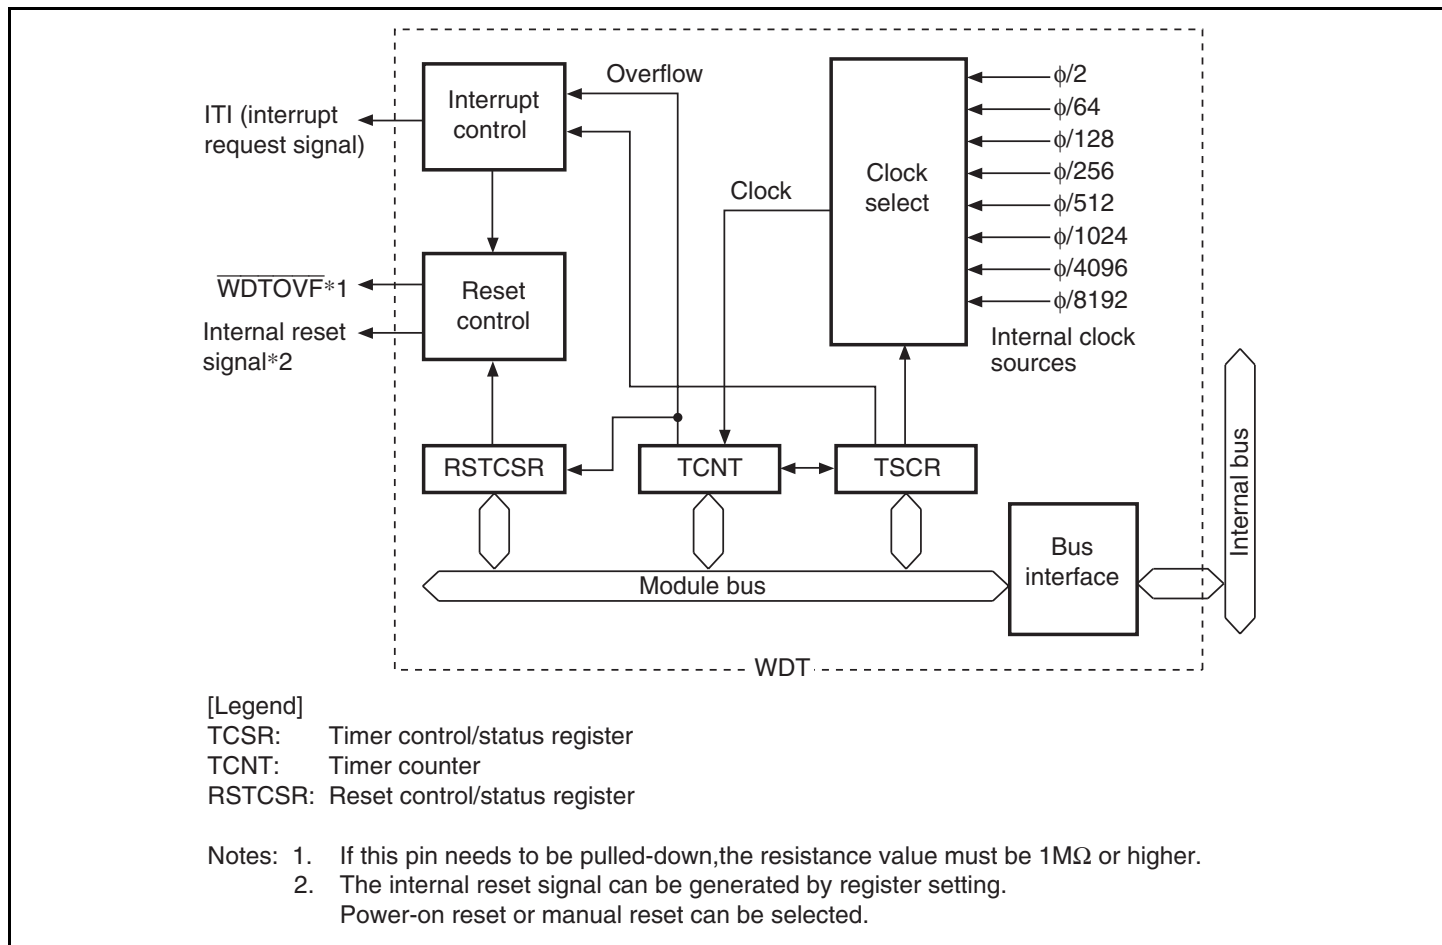 Overflow
Interrupt
control
ITI (interrupt
request signal)
Clock
Clock
select
ϕ/2
ϕ/64
ϕ/128
ϕ/256
ϕ/512
ϕ/1024
ϕ/4096
ϕ/8192
Internal clock
sources
WDTOVF*1
Internal reset
signal*2
Reset
control
RSTCSR
TCNT
TSCR
Module bus
Bus
interface
Internal bus
WDT
[Legend]
TCSR: Timer control/status register
TCNT: Timer counter
RSTCSR: Reset control/status register
Notes: 1. If this pin needs to be pulled-down,the resistance value must be 1MΩ or higher.
2. The internal reset signal can be generated by register setting.
Power-on reset or manual reset can be selected.